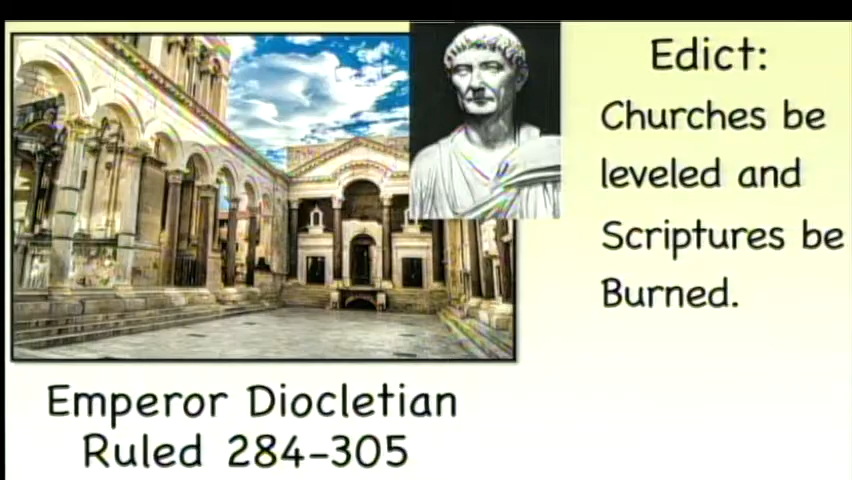 Edict:
Churches be
leveled and
Scriptures be
Burned.
Emperor Diocletian
Ruled 284-305